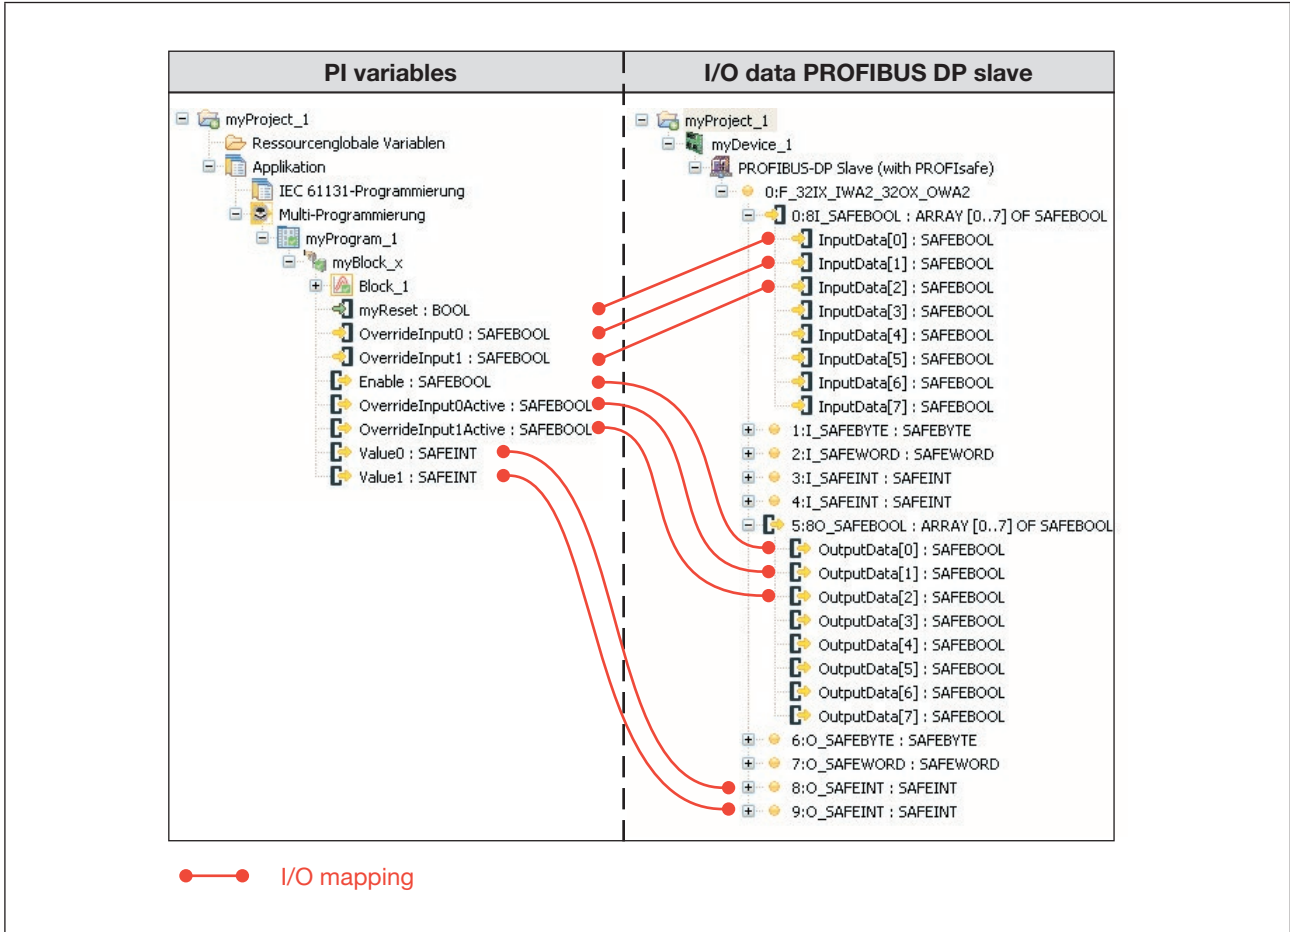 PI variables
myProject_1
Ressourcenglobale Variablen
Applikation
IEC 61131-Programmierung
Multi-Programmierung
myProgram_1
myBlock_x
Block_1
myReset : BOOL
OverrideInput0 : SAFEBOOL
OverrideInput1 : SAFEBOOL
Enable : SAFEBOOL
OverrideInput0Active : SAFEBOOL
OverrideInput1Active : SAFEBOOL
Value0 : SAFEINT
Value1 : SAFEINT
I/O data PROFIBUS DP slave
myProject_1
myDevice_1
PROFIBUS-DP Slave (with PROFIsafe)
0:F_32IX_IWA2_32OX_OWA2
0:8I_SAFEBOOL : ARRAY [0..7] OF SAFEBOOL
InputData[0] : SAFEBOOL
InputData[1] : SAFEBOOL
InputData[2] : SAFEBOOL
InputData[3] : SAFEBOOL
InputData[4] : SAFEBOOL
InputData[5] : SAFEBOOL
InputData[6] : SAFEBOOL
InputData[7] : SAFEBOOL
1:I_SAFEBYTE : SAFEBYTE
2:I_SAFEWORD : SAFEWORD
3:I_SAFEINT : SAFEINT
4:I_SAFEINT : SAFEINT
5:8O_SAFEBOOL : ARRAY [0..7] OF SAFEBOOL
OutputData[0] : SAFEBOOL
OutputData[1] : SAFEBOOL
OutputData[2] : SAFEBOOL
OutputData[3] : SAFEBOOL
OutputData[4] : SAFEBOOL
OutputData[5] : SAFEBOOL
OutputData[6] : SAFEBOOL
OutputData[7] : SAFEBOOL
6:O_SAFEBYTE : SAFEBYTE
7:O_SAFEWORD : SAFEWORD
8:O_SAFEINT : SAFEINT
9:O_SAFEINT : SAFEINT
I/O mapping